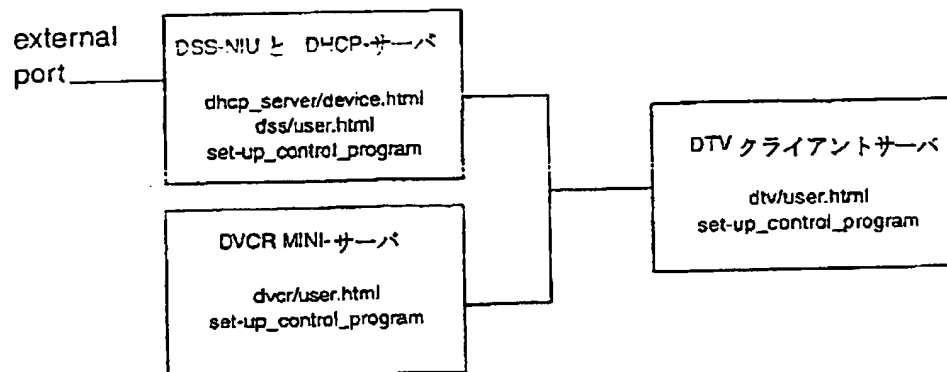 external
port
DSS-NIU と DHCP-サーバ
dhcp_server/device.html
dss/user.html
set-up_control_program
DVCR MINI-サーバ
dvcr/user.html
set-up_control_program
DTV クライアントサーバ
dtv/user.html
set-up_control_program